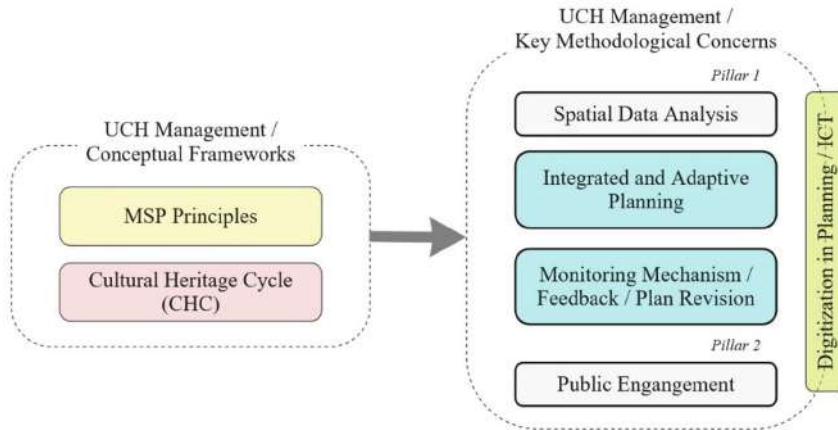 UCH Management /
Conceptual Frameworks
MSP Principles
Cultural Heritage Cycle
(CHC)
UCH Management /
Key Methodological Concerns
Pillar 1
Spatial Data Analysis
Integrated and Adaptive
Planning
Monitoring Mechanism /
Feedback / Plan Revision
Pillar 2
Public Engangement
Digitization in Planning / ICT